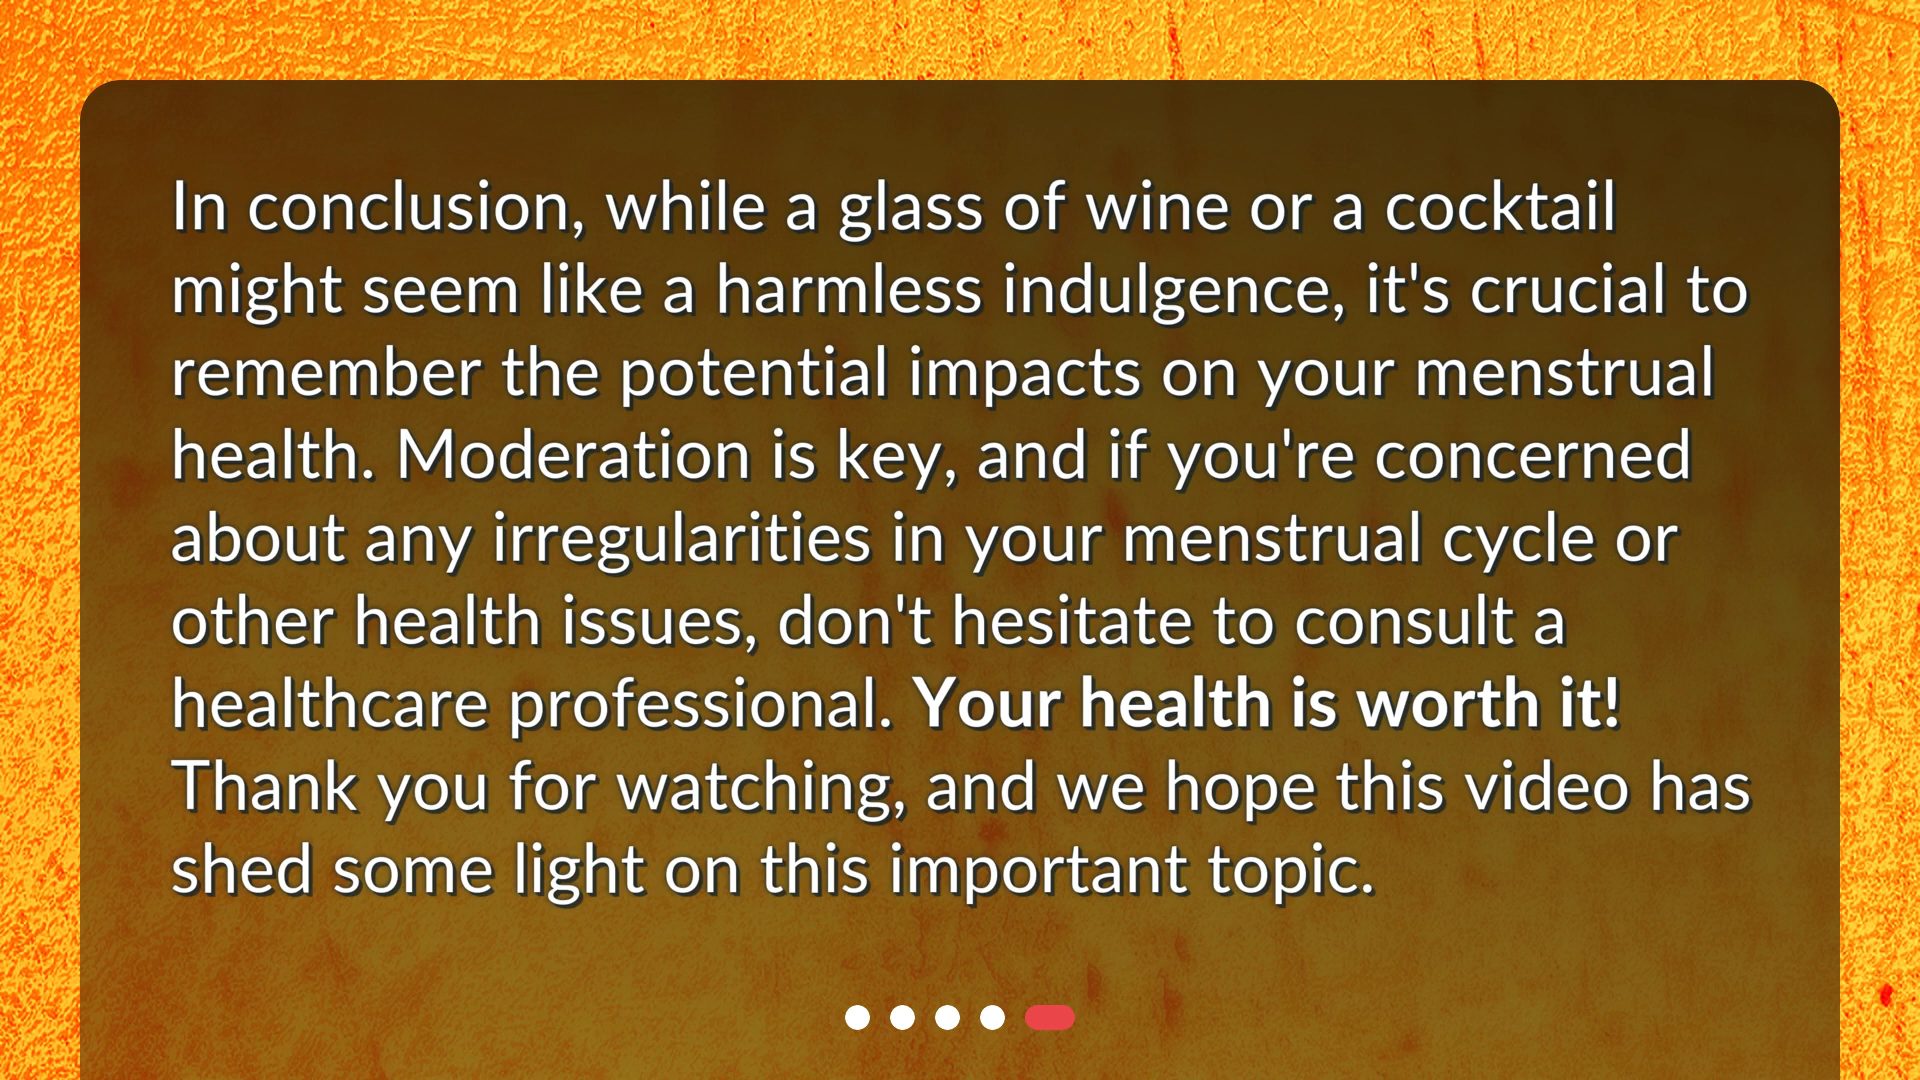 In conclusion, while a glass of wine or a cocktail
might seem like a harmless indulgence, it's crucial to
remember the potential impacts on your menstrual
health. Moderation is key, and if you're concerned
about any irregularities in your menstrual cycle or
other health issues, don't hesitate to consult a
healthcare professional. Your health is worth it!
Thank you for watching, and we hope this video has
shed some light on this important topic.